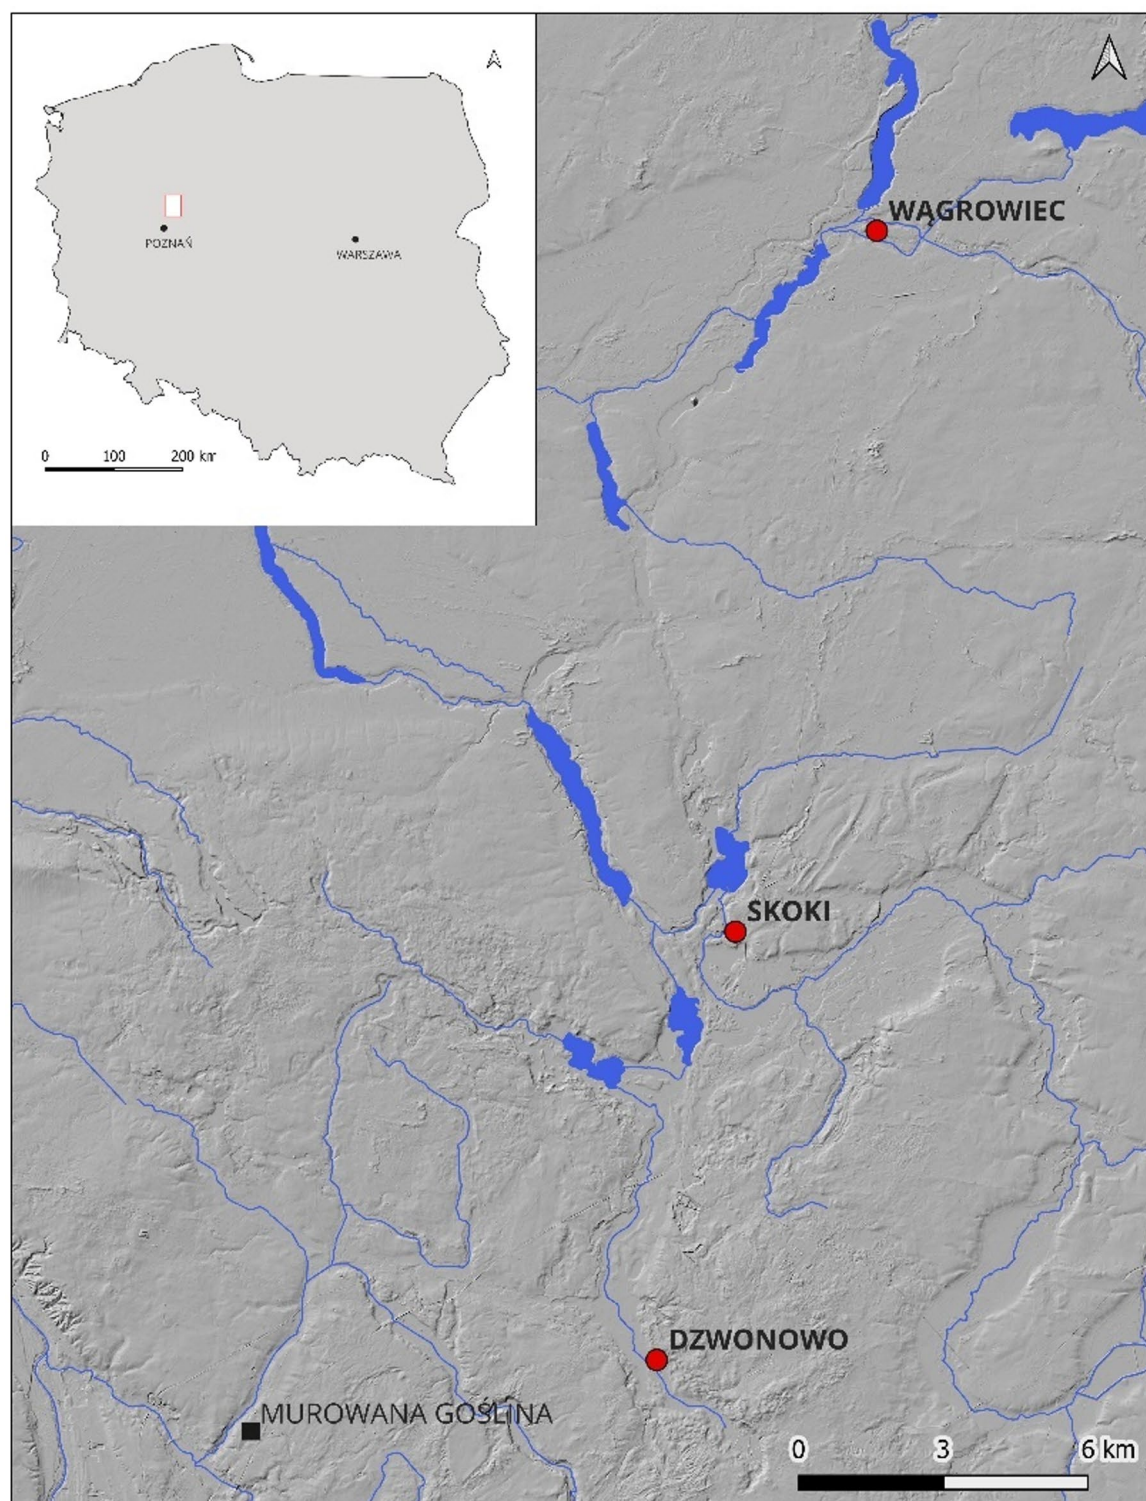 POZNAŃ
WARSZAWA
0 100 200 km
WĄGROWIEC
SKOKI
DZWONOWO
MUROWANA GOŚLINA
0 3 6 km